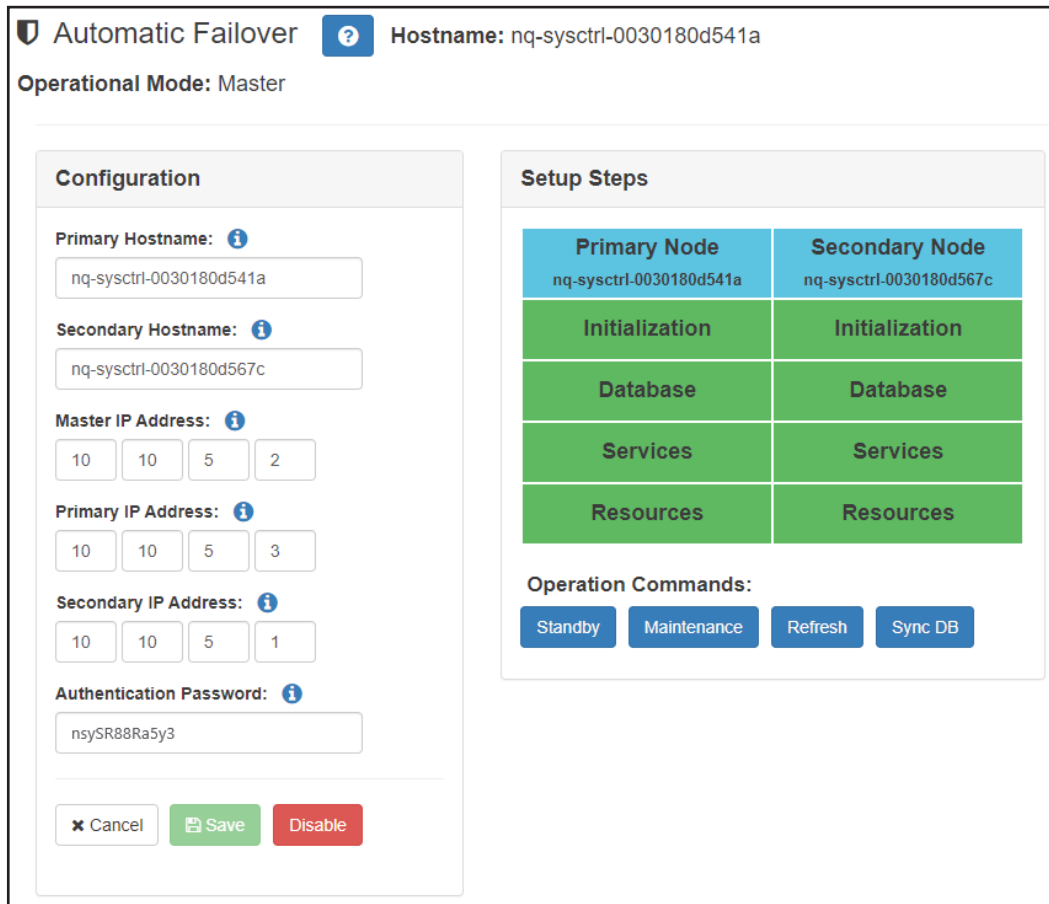 Automatic Failover ? Hostname: nq-sysctrl-0030180d541a
Operational Mode: Master
Configuration
Primary Hostname: i
nq-sysctrl-0030180d541a
Secondary Hostname: i
nq-sysctrl-0030180d567c
Master IP Address: i
10 10 5 2
Primary IP Address: i
10 10 5 3
Secondary IP Address: i
10 10 5 1
Authentication Password: i
nsySR88Ra5y3
Cancel Save Disable
Setup Steps
Primary Node Secondary Node
nq-sysctrl-0030180d541a nq-sysctrl-0030180d567c
Initialization Initialization
Database Database
Services Services
Resources Resources
Operation Commands:
Standby Maintenance Refresh Sync DB